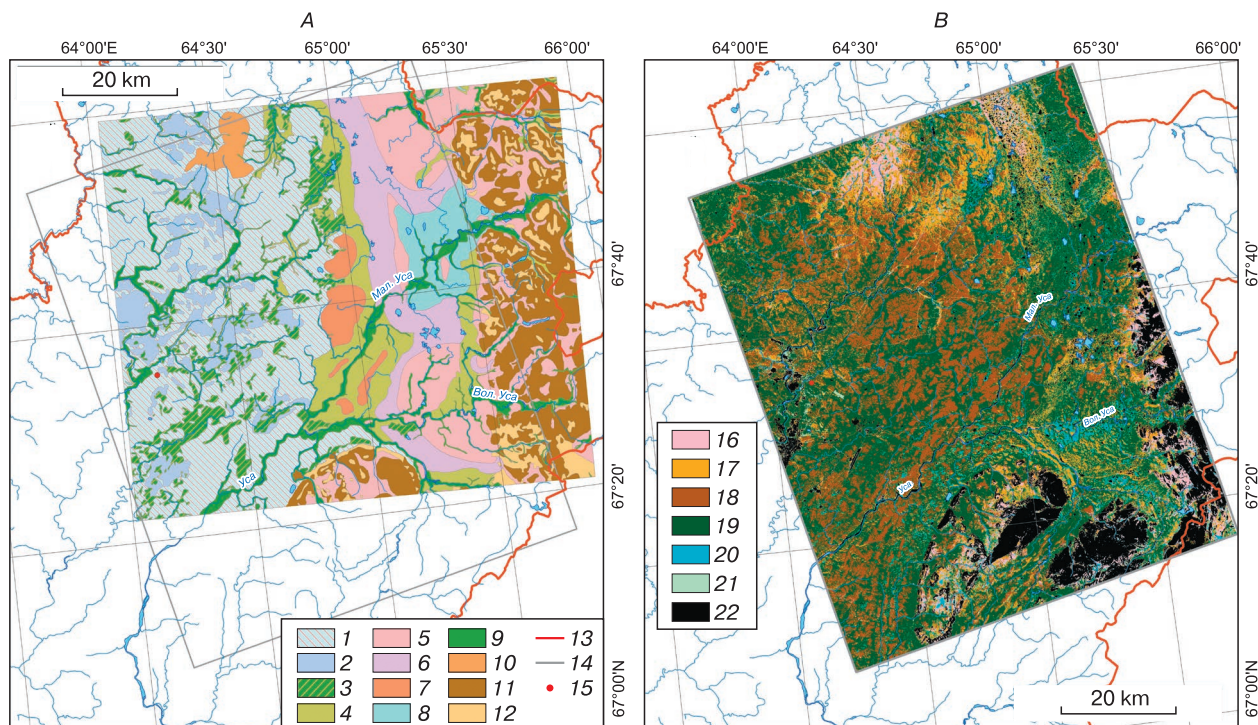 A
B
64°00'E 64°30' 65°00' 65°30' 66°00'
64°00'E 64°30' 65°00' 65°30' 66°00'
20 km
Мал. Уса
Бол. Уса
Уса
67°40'
67°20'
67°00'N
1 5 9 13
2 6 10 14
3 7 11 15
4 8 12
Мал. Уса
Бол. Уса
Уса
16
17
18
19
20
21
22
20 km
67°40'
67°20'
67°00'N